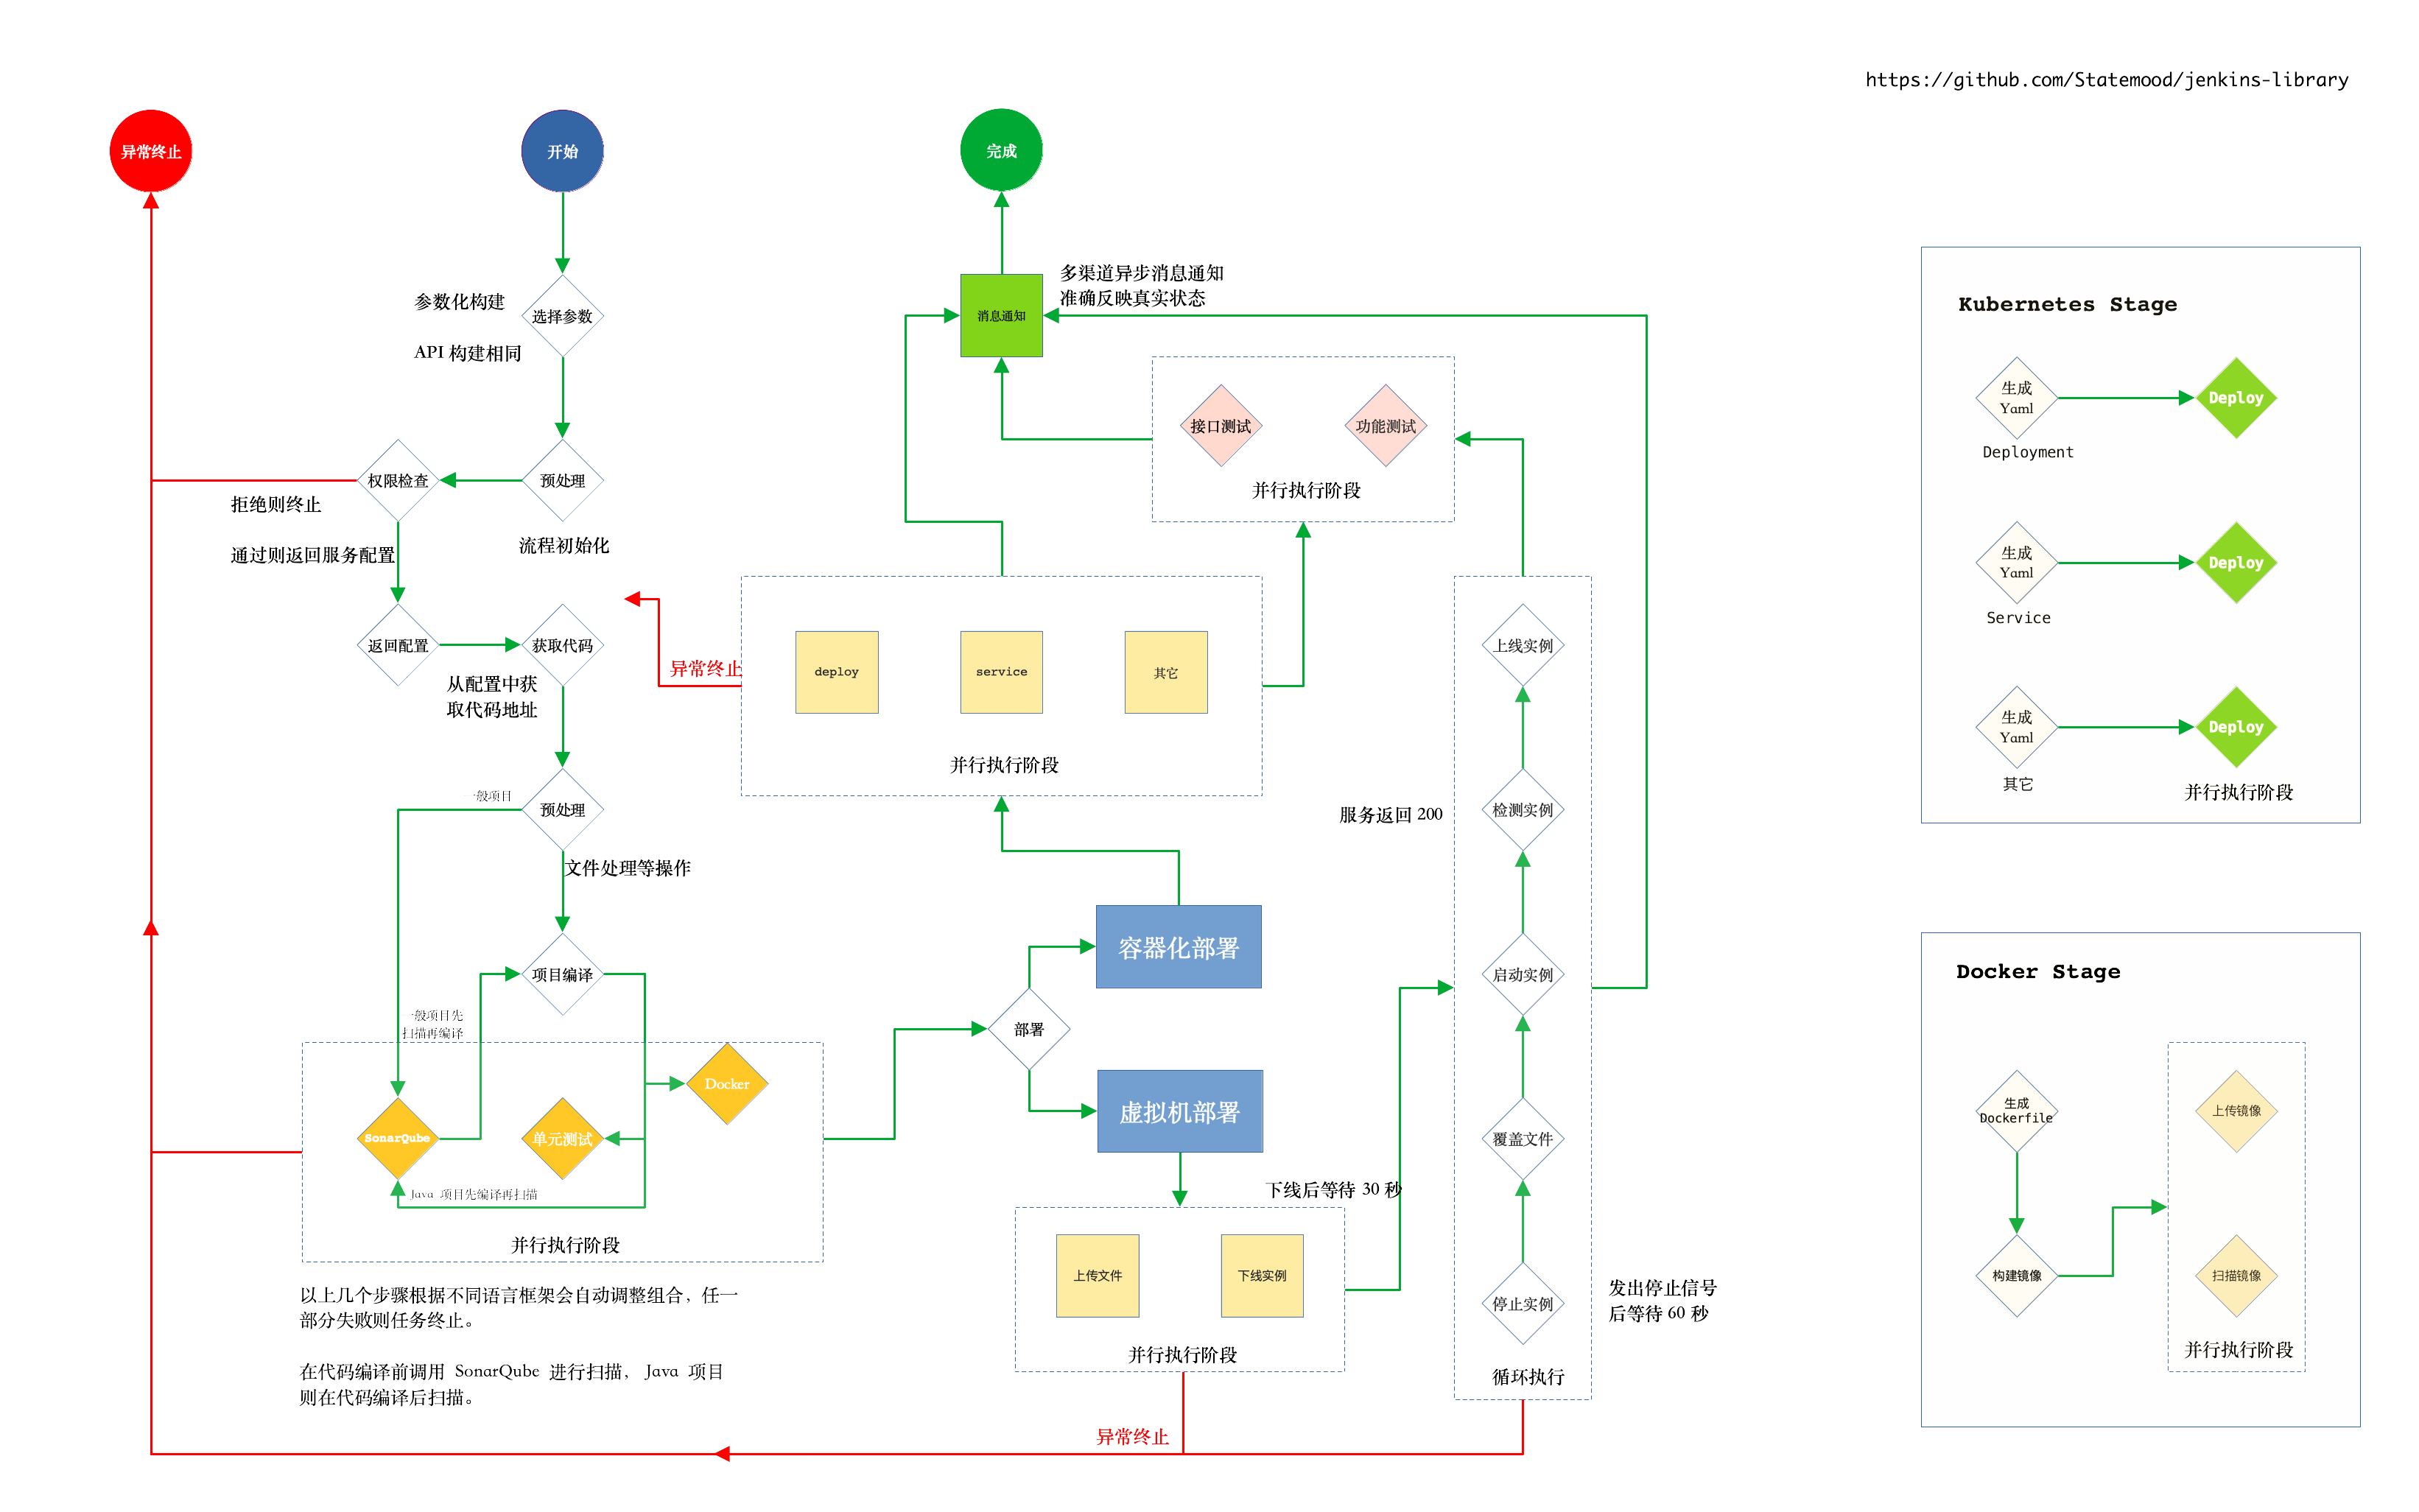 https://github.com/Statemood/jenkins-library
异常终止
开始
完成
参数化构建
选择参数
API 构建相同
预处理
流程初始化
权限检查
拒绝则终止
通过则返回服务配置
返回配置
获取代码
从配置中获
取代码地址
一般项目
预处理
文件处理等操作
项目编译
一般项目先
扫描再编译
SonarQube
单元测试
Docker
Java 项目先编译再扫描
并行执行阶段
以上几个步骤根据不同语言框架会自动调整组合，任一
部分失败则任务终止。
在代码编译前调用 SonarQube 进行扫描， Java 项目
则在代码编译后扫描。
消息通知
多渠道异步消息通知
准确反映真实状态
接口测试
功能测试
并行执行阶段
异常终止
deploy
service
其它
并行执行阶段
部署
容器化部署
虚拟机部署
下线后等待 30 秒
上传文件
下线实例
并行执行阶段
异常终止
上线实例
检测实例
服务返回 200
启动实例
覆盖文件
停止实例
发出停止信号
后等待 60 秒
循环执行
Kubernetes Stage
生成
Yaml
Deploy
Deployment
生成
Yaml
Deploy
Service
生成
Yaml
Deploy
其它
并行执行阶段
Docker Stage
生成
Dockerfile
上传镜像
构建镜像
扫描镜像
并行执行阶段